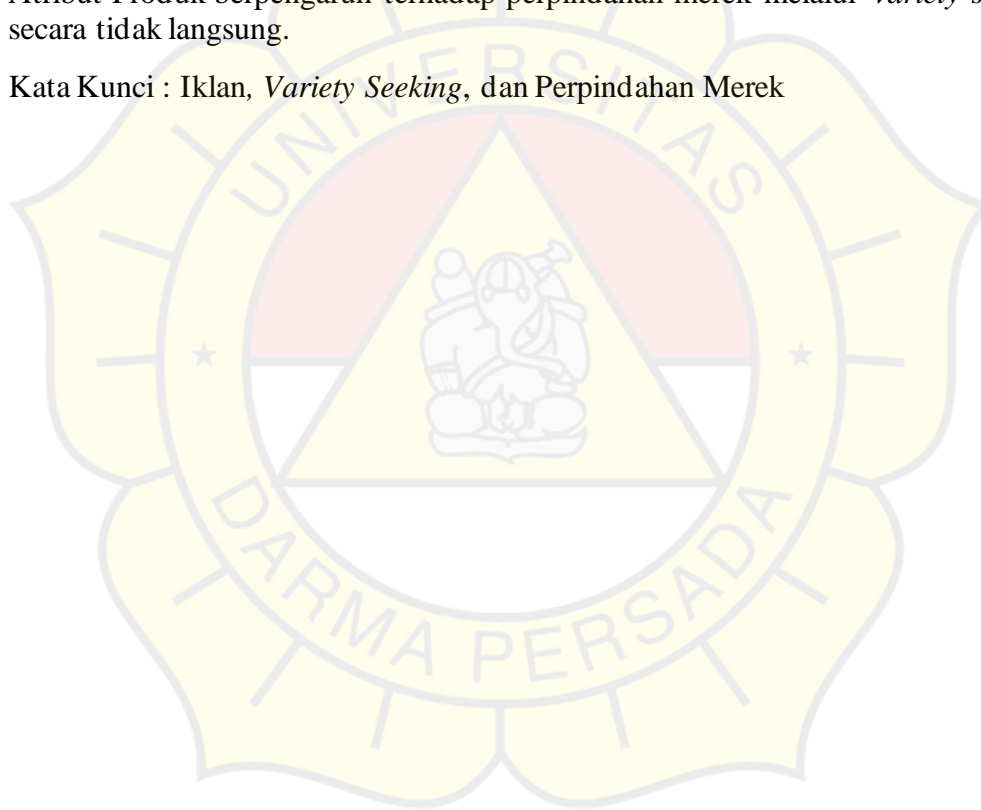 Atribut Produk berpengaruh terhadap perpindahan merek melalui Variety s
secara tidak langsung.
Kata Kunci : Iklan, Variety Seeking, dan Perpindahan Merek
UNIVERSITAS
DARMA PERSADA